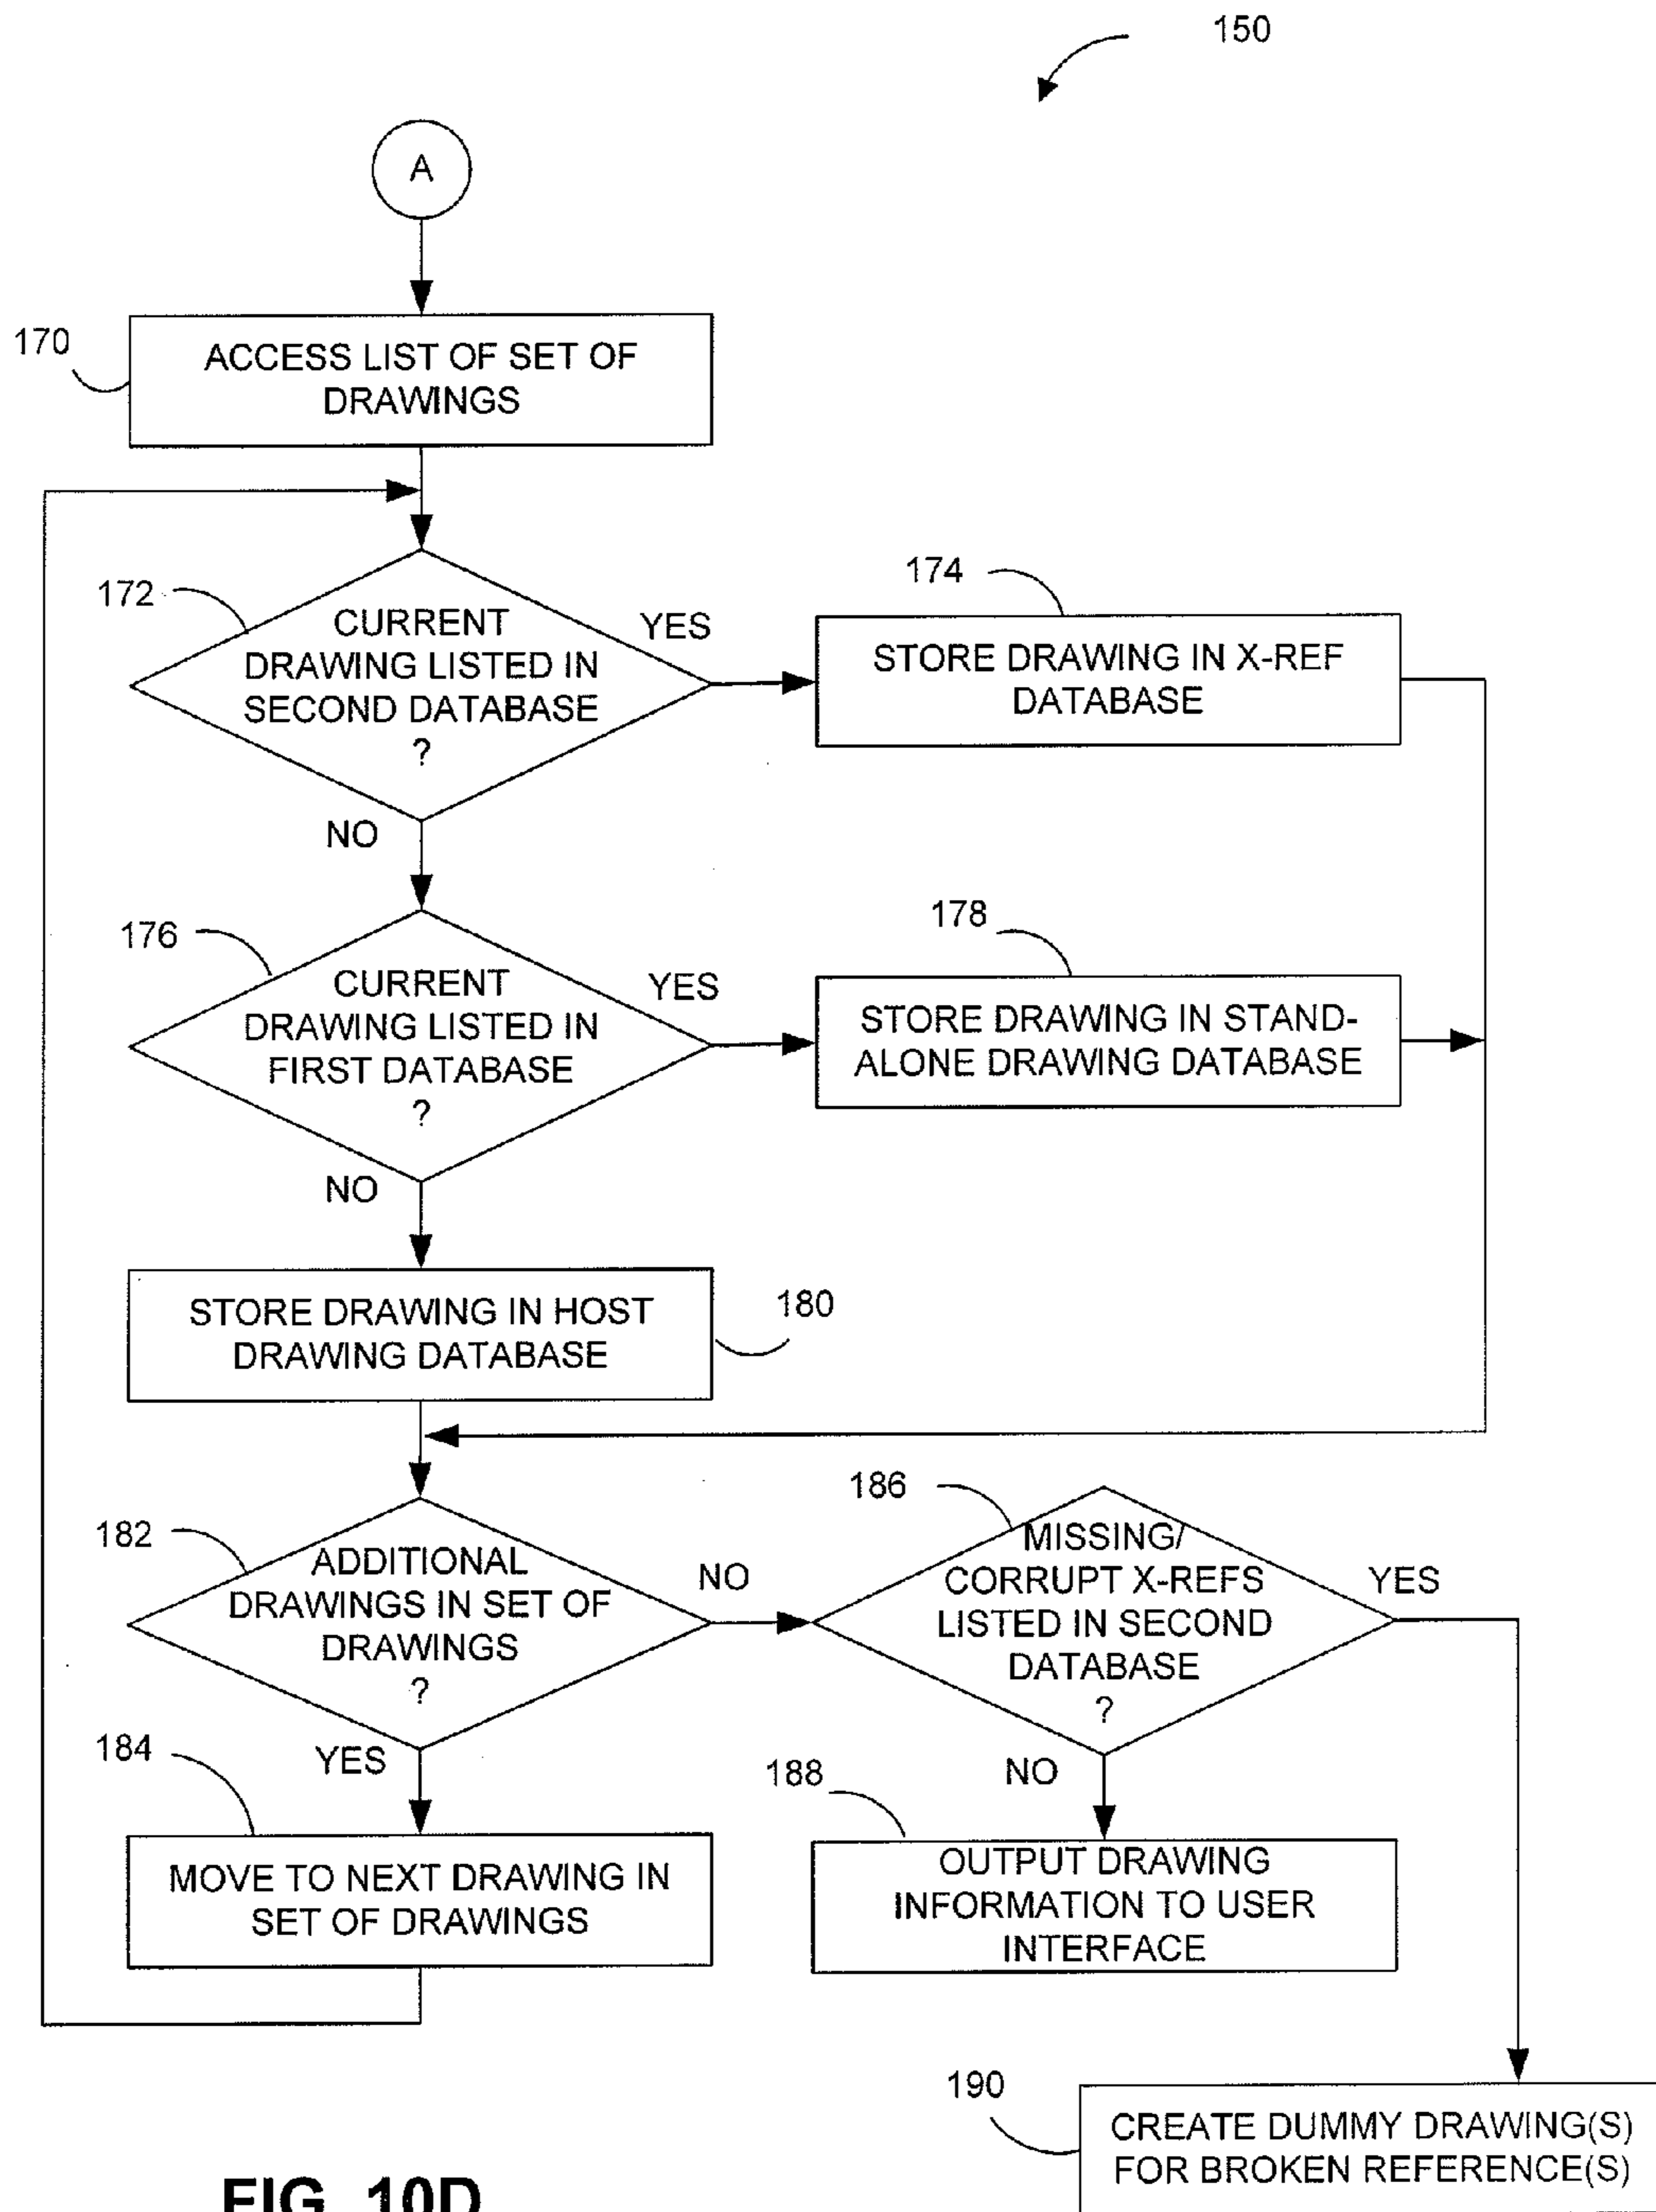 150
A
170
ACCESS LIST OF SET OF
DRAWINGS
172
CURRENT
DRAWING LISTED IN
SECOND DATABASE
?
YES
174
STORE DRAWING IN X-REF
DATABASE
NO
176
CURRENT
DRAWING LISTED IN
FIRST DATABASE
?
YES
178
STORE DRAWING IN STAND-
ALONE DRAWING DATABASE
NO
STORE DRAWING IN HOST
DRAWING DATABASE
180
182
ADDITIONAL
DRAWINGS IN SET OF
DRAWINGS
?
NO
186
MISSING/
CORRUPT X-REFS
LISTED IN SECOND
DATABASE
?
YES
YES
184
MOVE TO NEXT DRAWING IN
SET OF DRAWINGS
NO
188
OUTPUT DRAWING
INFORMATION TO USER
INTERFACE
190
CREATE DUMMY DRAWING(S)
FOR BROKEN REFERENCE(S)
FIG. 10D